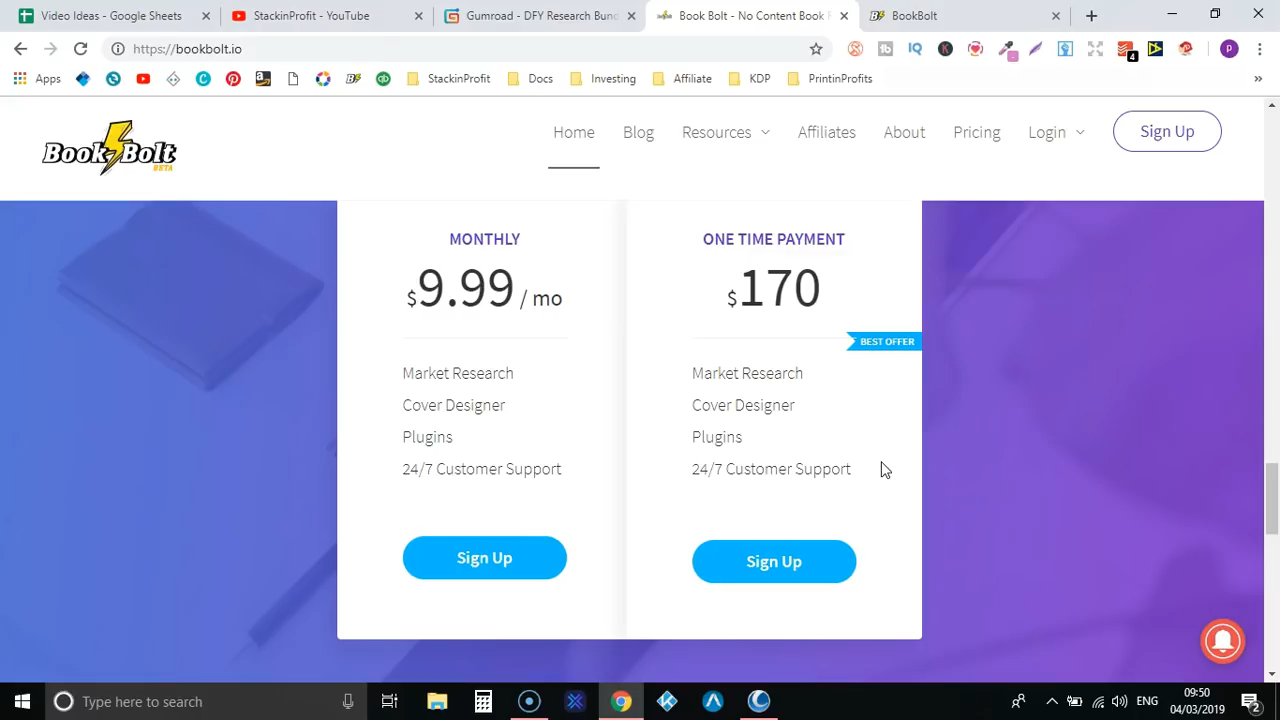 Video Ideas - Google Sheets
StackinProfit - YouTube
Gumroad - DFY Research Bun
Book Bolt - No Content Book R
BookBolt
https://bookbolt.io
4
Apps
StackinProfit
Docs
Investing
Affiliate
KDP
PrintinProfits
Book Bolt
BETA
Home
Blog
Resources
Affiliates
About
Pricing
Login
Sign Up
MONTHLY
$9.99 / mo
Market Research
Cover Designer
Plugins
24/7 Customer Support
Sign Up
ONE TIME PAYMENT
$170
BEST OFFER
Market Research
Cover Designer
Plugins
24/7 Customer Support
Sign Up
Type here to search
ENG
09:50
04/03/2019
2